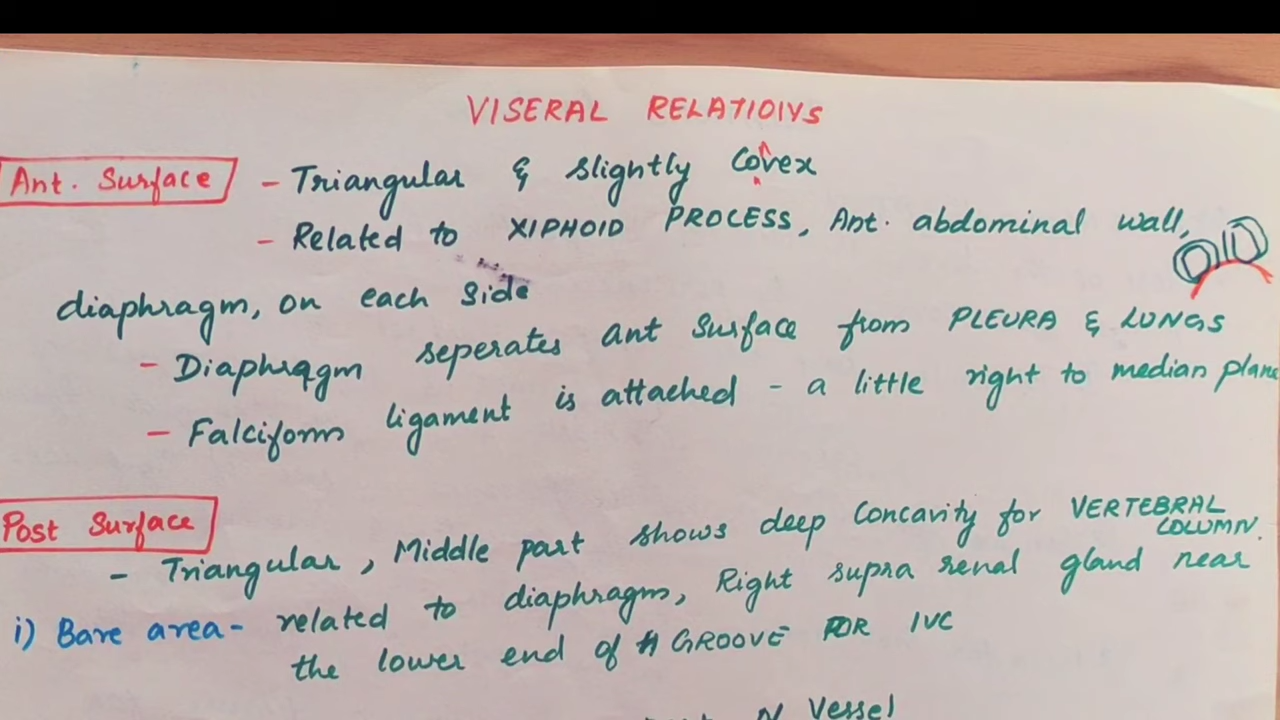 VISERAL RELATIONS
Ant. Surface - Triangular & slightly Covex
- Related to XIPHOID PROCESS, Ant. abdominal wall,
diaphragm, on each side
- Diaphragm seperates ant surface from PLEURA & LUNGS
- Falciform ligament is attached - a little right to median plane
Post Surface
- Triangular, Middle part shows deep concavity for VERTEBRAL
COLUMN.
i) Bare area - related to diaphragm, Right supra renal gland near
the lower end of GROOVE FOR IVC
Vessel